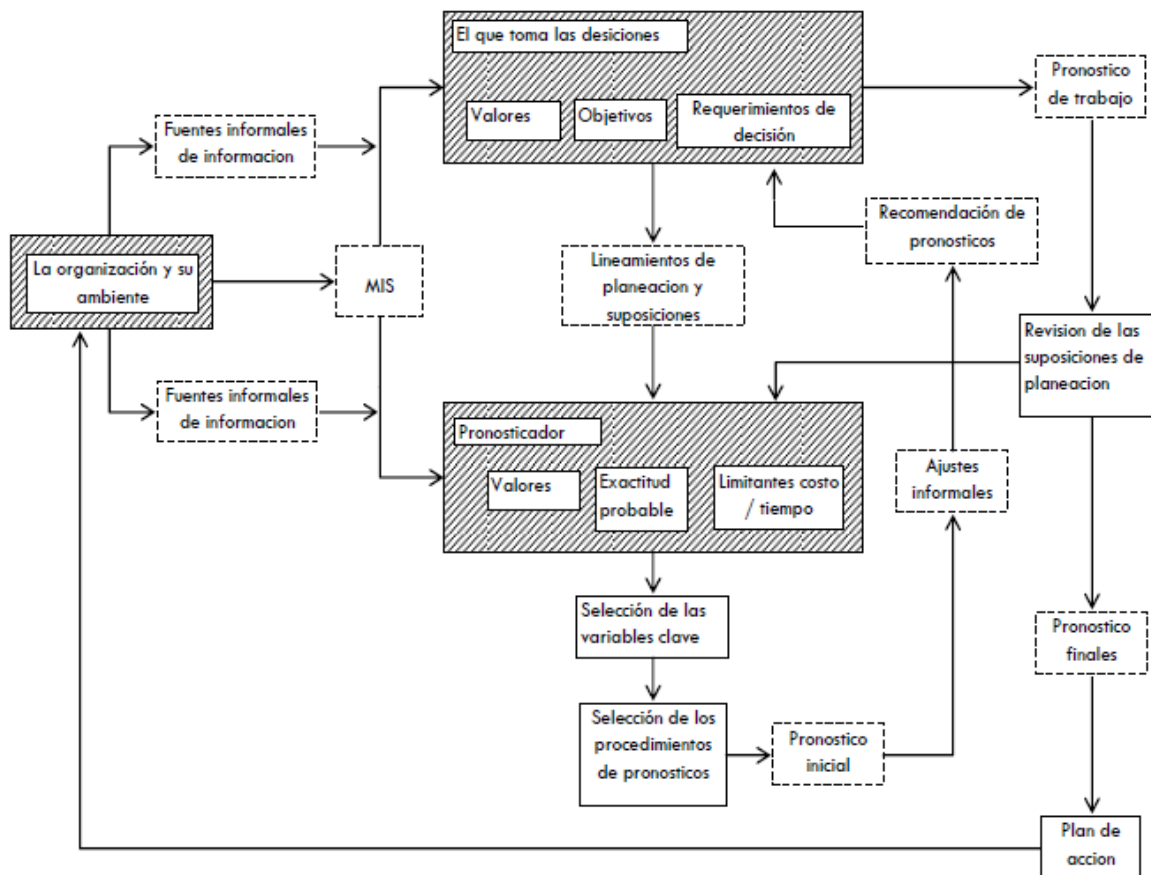 El que toma las desiciones
Valores
Objetivos
Requerimientos de
decisión
Pronostico
de trabajo
Fuentes informales
de informacion
Recomendación de
pronosticos
La organización y su
ambiente
MIS
Lineamientos de
planeacion y
suposiciones
Revision de las
suposiciones de
planeacion
Fuentes informales
de informacion
Pronosticador
Valores
Exactitud
probable
Limitantes costo
/ tiempo
Ajustes
informales
Selección de las
variables clave
Pronostico
finales
Selección de los
procedimientos
de pronosticos
Pronostico
inicial
Plan de
accion